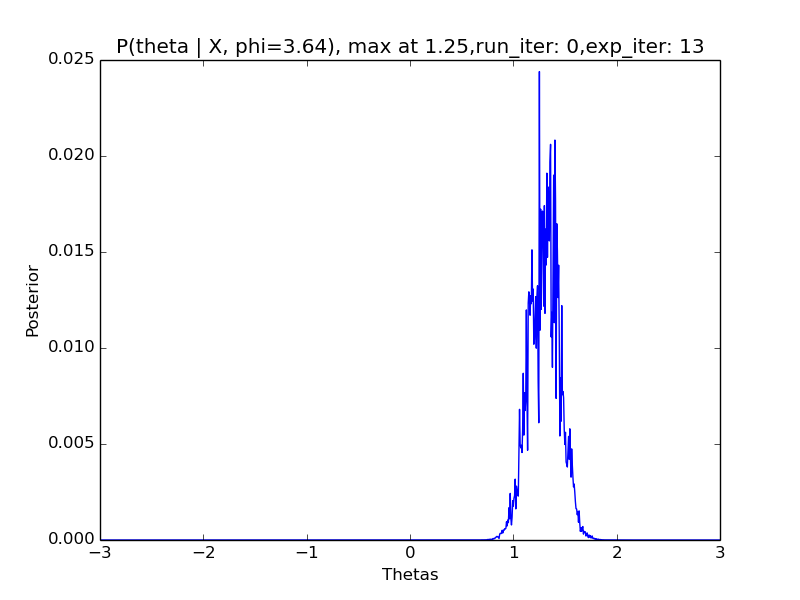 P(theta | X, phi=3.64), max at 1.25,run_iter: 0,exp_iter: 13
0.025
0.020
0.015
0.010
0.005
0.000
Posterior
−3 −2 −1 0 1 2 3
Thetas